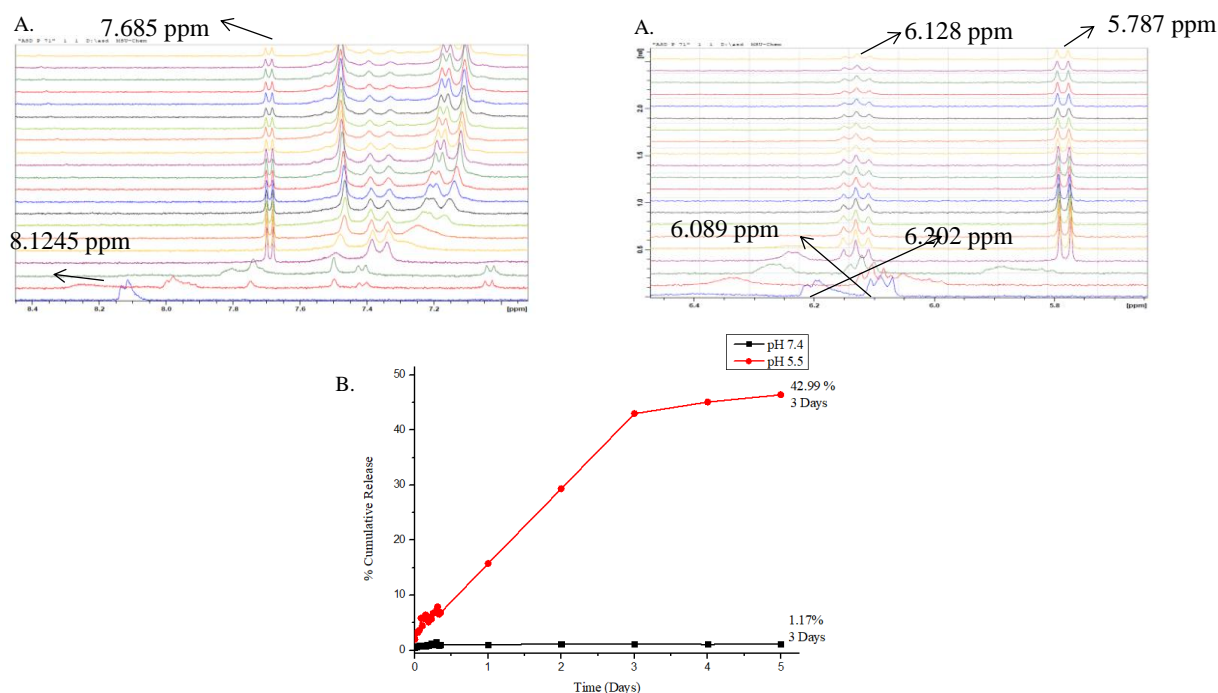 A.
7.685 ppm
8.1245 ppm
8.4
8.2
8.0
7.8
7.6
7.4
7.2
[ppm]
A.
6.128 ppm
5.787 ppm
6.089 ppm
6.202 ppm
2.0
1.5
1.0
0.5
6.4
6.2
6.0
5.8
[ppm]
B.
pH 7.4
pH 5.5
50
40
30
20
10
0
% Cumulative Release
42.99 %
3 Days
1.17%
3 Days
0
1
2
3
4
5
Time (Days)